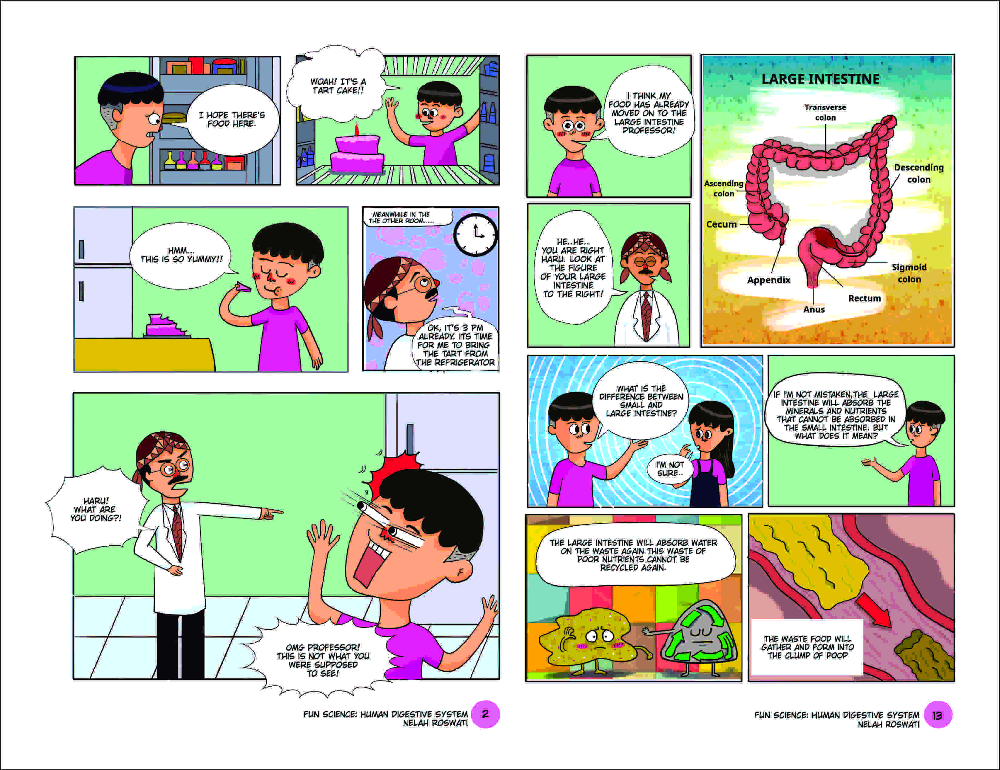 I HOPE THERE'S
FOOD HERE.
WOAH! IT'S A
TART CAKE!!
HMM...
THIS IS SO YUMMY!!
MEANWHILE IN THE
THE OTHER ROOM.....
OK, IT'S 3 PM
ALREADY. ITS TIME
FOR ME TO BRING
THE TART FROM
THE REFRIGERATOR
HARU!
WHAT ARE
YOU DOING?!
OMG PROFESSOR!
THIS IS NOT WHAT YOU
WERE SUPPOSED
TO SEE!
FUN SCIENCE: HUMAN DIGESTIVE SYSTEM
NELAH ROSWATI
2
I THINK MY
FOOD HAS ALREADY
MOVED ON TO THE
LARGE INTESTINE
PROFESSOR!
HE..HE..
YOU ARE RIGHT
HARU. LOOK AT
THE FIGURE
OF YOUR LARGE
INTESTINE
TO THE RIGHT!
LARGE INTESTINE
Transverse
colon
Descending
colon
Ascending
colon
Cecum
Appendix
Sigmoid
colon
Rectum
Anus
WHAT IS THE
DIFFERENCE BETWEEN
SMALL AND
LARGE INTESTINE?
I'M NOT
SURE..
IF I'M NOT MISTAKEN,THE LARGE
INTESTINE WILL ABSORB THE
MINERALS AND NUTRIENTS
THAT CANNOT BE ABSORBED IN
THE SMALL INTESTINE. BUT
WHAT DOES IT MEAN?
THE LARGE INTESTINE WILL ABSORB WATER
ON THE WASTE AGAIN.THIS WASTE OF
POOR NUTRIENTS CANNOT BE
RECYCLED AGAIN.
THE WASTE FOOD WILL
GATHER AND FORM INTO
THE CLUMP OF POOP
FUN SCIENCE: HUMAN DIGESTIVE SYSTEM
NELAH ROSWATI
13